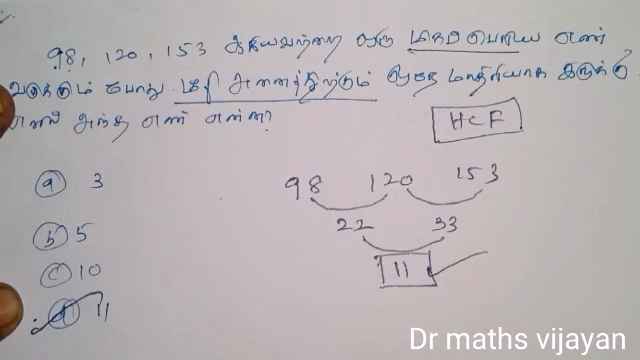 98, 120, 153 ஆகியவற்றை ஒரு மிகப் பெரிய எண்
வகுக்கும் போது மீதி அனைத்திற்கும் ஒரே மாதிரியாக இருக்கு
எனில் அந்த எண் என்ன?
HCF
98 120 153
ⓐ 3
22 33
ⓑ 5
11
ⓒ 10
ⓓ 11
Dr maths vijayan